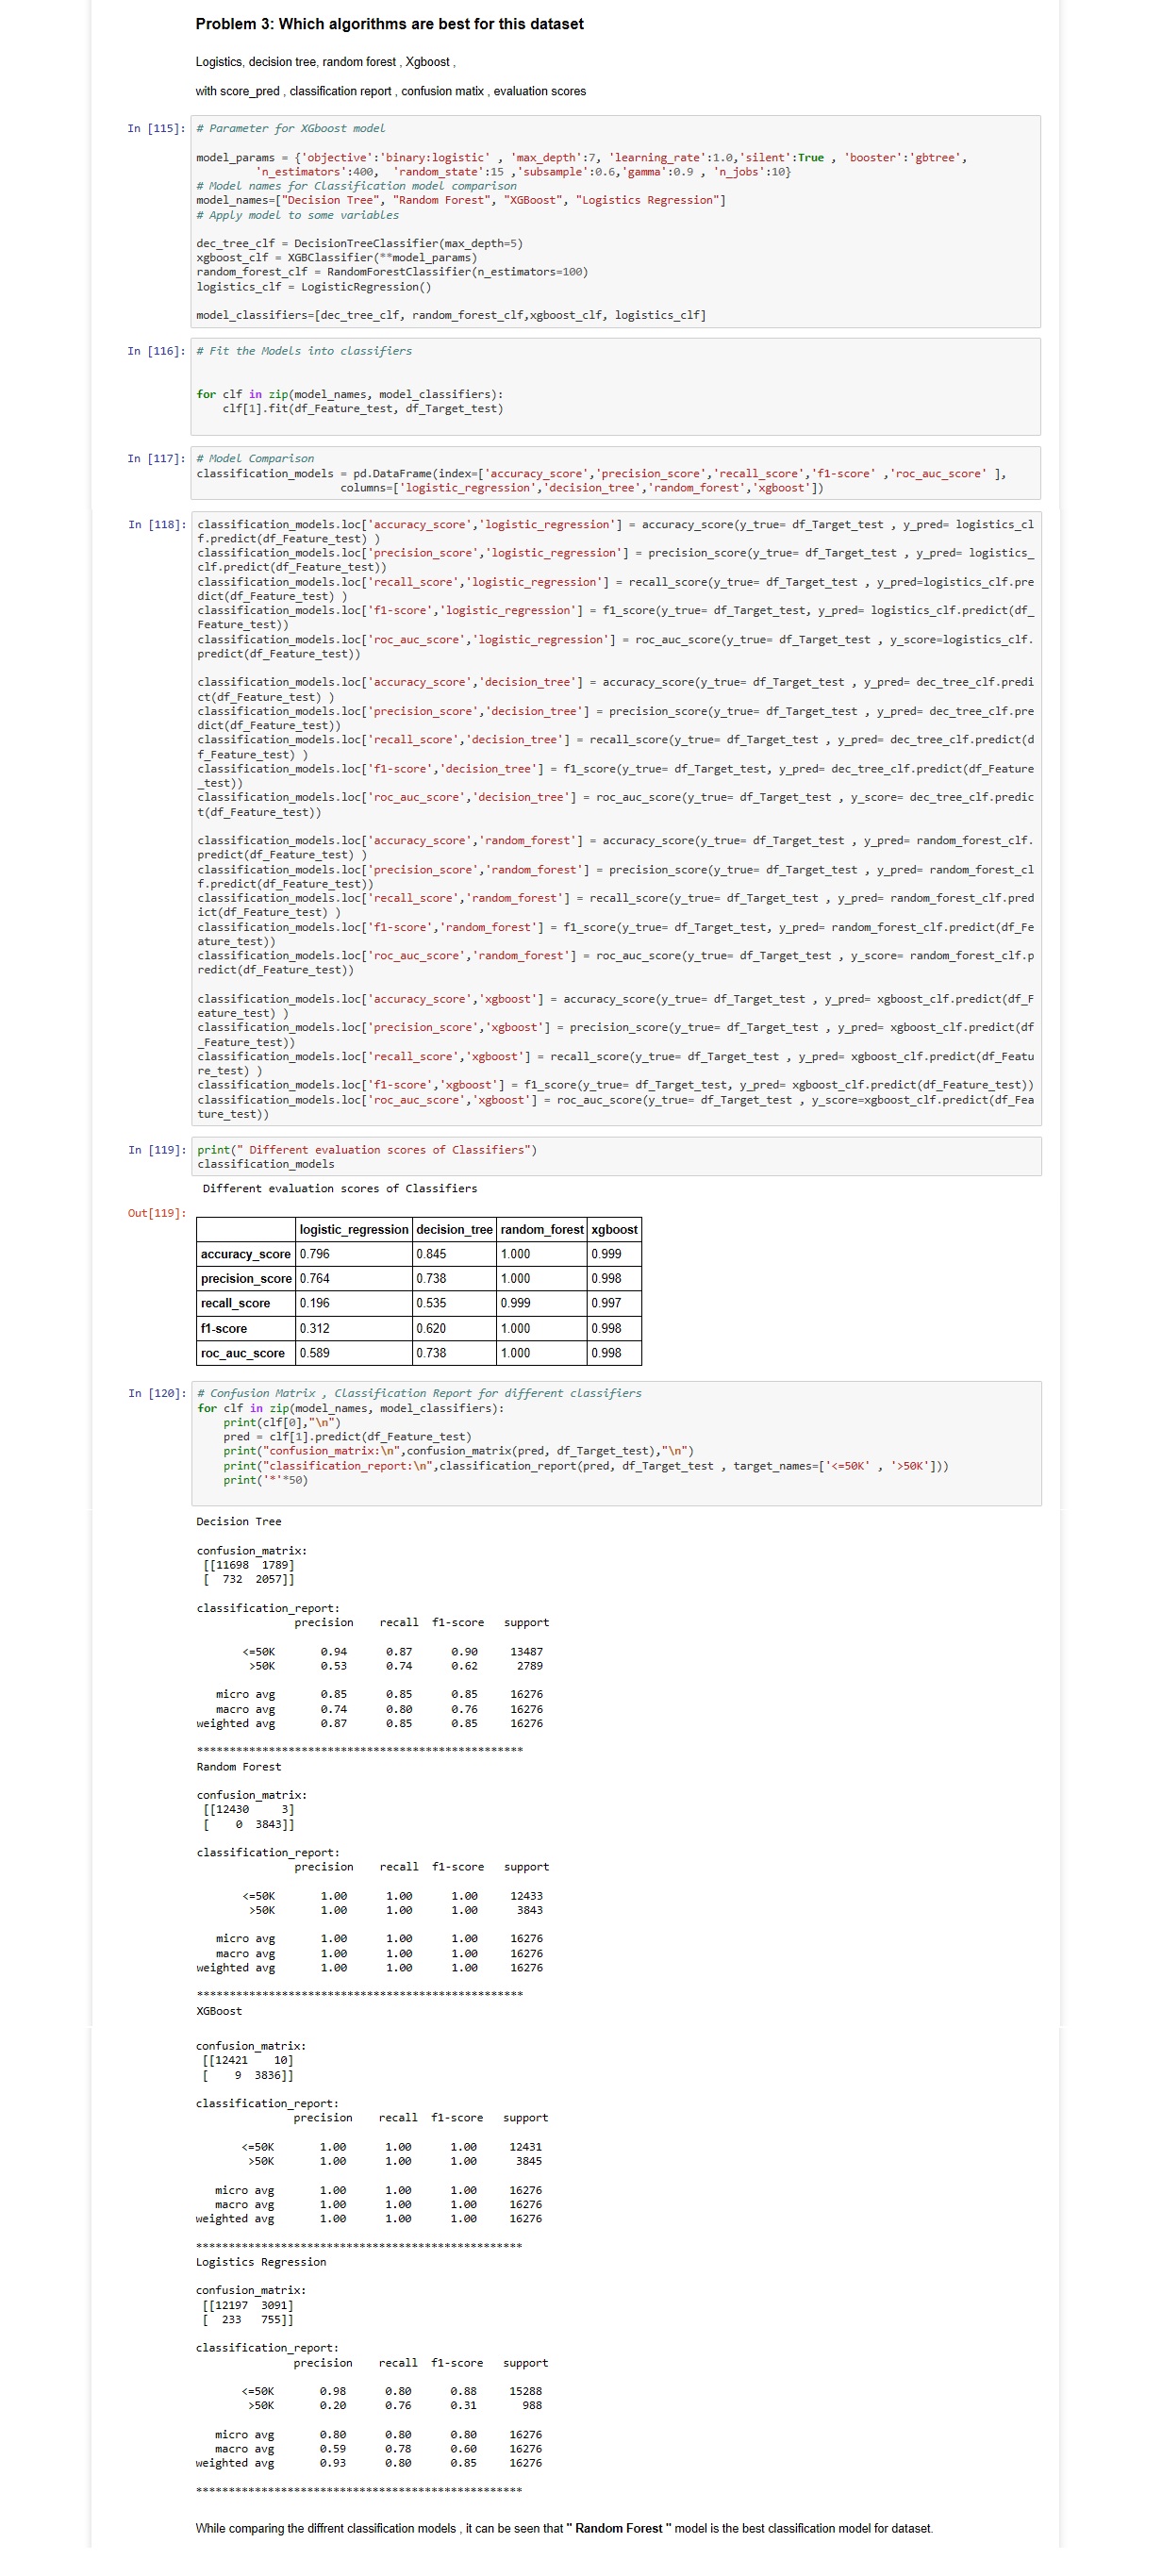 Problem 3: Which algorithms are best for this dataset
Logistics, decision tree, random forest , Xgboost ,
with score_pred , classification report , confusion matix , evaluation scores
In [115]: # Parameter for XGboost model
model_params = {'objective':'binary:logistic' , 'max_depth':7, 'learning_rate':1.0,'silent':True , 'booster':'gbtree',
'n_estimators':400,  'random_state':15 ,'subsample':0.6,'gamma':0.9 , 'n_jobs':10}
# Model names for Classification model comparison
model_names=["Decision Tree", "Random Forest", "XGBoost", "Logistics Regression"]
# Apply model to some variables
dec_tree_clf = DecisionTreeClassifier(max_depth=5)
xgboost_clf = XGBClassifier(**model_params)
random_forest_clf = RandomForestClassifier(n_estimators=100)
logistics_clf = LogisticRegression()
model_classifiers=[dec_tree_clf, random_forest_clf,xgboost_clf, logistics_clf]
In [116]: # Fit the Models into classifiers
for clf in zip(model_names, model_classifiers):
clf[1].fit(df_Feature_test, df_Target_test)
In [117]: # Model Comparison
classification_models = pd.DataFrame(index=['accuracy_score','precision_score','recall_score','f1-score' ,'roc_auc_score' ],
columns=['logistic_regression','decision_tree','random_forest','xgboost'])
In [118]: classification_models.loc['accuracy_score','logistic_regression'] = accuracy_score(y_true= df_Target_test , y_pred= logistics_cl
f.predict(df_Feature_test) )
classification_models.loc['precision_score','logistic_regression'] = precision_score(y_true= df_Target_test , y_pred= logistics_
clf.predict(df_Feature_test))
classification_models.loc['recall_score','logistic_regression'] = recall_score(y_true= df_Target_test , y_pred=logistics_clf.pre
dict(df_Feature_test) )
classification_models.loc['f1-score','logistic_regression'] = f1_score(y_true= df_Target_test, y_pred= logistics_clf.predict(df_
Feature_test))
classification_models.loc['roc_auc_score','logistic_regression'] = roc_auc_score(y_true= df_Target_test , y_score=logistics_clf.
predict(df_Feature_test))
classification_models.loc['accuracy_score','decision_tree'] = accuracy_score(y_true= df_Target_test , y_pred= dec_tree_clf.predi
ct(df_Feature_test) )
classification_models.loc['precision_score','decision_tree'] = precision_score(y_true= df_Target_test , y_pred= dec_tree_clf.pre
dict(df_Feature_test))
classification_models.loc['recall_score','decision_tree'] = recall_score(y_true= df_Target_test , y_pred= dec_tree_clf.predict(d
f_Feature_test) )
classification_models.loc['f1-score','decision_tree'] = f1_score(y_true= df_Target_test, y_pred= dec_tree_clf.predict(df_Feature
_test))
classification_models.loc['roc_auc_score','decision_tree'] = roc_auc_score(y_true= df_Target_test , y_score= dec_tree_clf.predic
t(df_Feature_test))
classification_models.loc['accuracy_score','random_forest'] = accuracy_score(y_true= df_Target_test , y_pred= random_forest_clf.
predict(df_Feature_test) )
classification_models.loc['precision_score','random_forest'] = precision_score(y_true= df_Target_test , y_pred= random_forest_cl
f.predict(df_Feature_test))
classification_models.loc['recall_score','random_forest'] = recall_score(y_true= df_Target_test , y_pred= random_forest_clf.pred
ict(df_Feature_test) )
classification_models.loc['f1-score','random_forest'] = f1_score(y_true= df_Target_test, y_pred= random_forest_clf.predict(df_Fe
ature_test))
classification_models.loc['roc_auc_score','random_forest'] = roc_auc_score(y_true= df_Target_test , y_score= random_forest_clf.p
redict(df_Feature_test))
classification_models.loc['accuracy_score','xgboost'] = accuracy_score(y_true= df_Target_test , y_pred= xgboost_clf.predict(df_F
eature_test) )
classification_models.loc['precision_score','xgboost'] = precision_score(y_true= df_Target_test , y_pred= xgboost_clf.predict(df
_Feature_test))
classification_models.loc['recall_score','xgboost'] = recall_score(y_true= df_Target_test , y_pred= xgboost_clf.predict(df_Featu
re_test) )
classification_models.loc['f1-score','xgboost'] = f1_score(y_true= df_Target_test, y_pred= xgboost_clf.predict(df_Feature_test))
classification_models.loc['roc_auc_score','xgboost'] = roc_auc_score(y_true= df_Target_test , y_score=xgboost_clf.predict(df_Fea
ture_test))
In [119]: print(" Different evaluation scores of Classifiers")
classification_models
Different evaluation scores of Classifiers
Out[119]:
logistic_regression decision_tree random_forest xgboost
accuracy_score 0.796 0.845 1.000 0.999
precision_score 0.764 0.738 1.000 0.998
recall_score 0.196 0.535 0.999 0.997
f1-score 0.312 0.620 1.000 0.998
roc_auc_score 0.589 0.738 1.000 0.998
In [120]: # Confusion Matrix , Classification Report for different classifiers
for clf in zip(model_names, model_classifiers):
print(clf[0],"\n")
pred = clf[1].predict(df_Feature_test)
print("confusion_matrix:\n",confusion_matrix(pred, df_Target_test),"\n")
print("classification_report:\n",classification_report(pred, df_Target_test , target_names=['<=50K' , '>50K']))
print('*'*50)
Decision Tree
confusion_matrix:
[[11698 1789]
[ 732 2057]]
classification_report:
precision recall f1-score support
<=50K 0.94 0.87 0.90 13487
>50K 0.53 0.74 0.62 2789
micro avg 0.85 0.85 0.85 16276
macro avg 0.74 0.80 0.76 16276
weighted avg 0.87 0.85 0.85 16276
**************************************************
Random Forest
confusion_matrix:
[[12430 3]
[ 0 3843]]
classification_report:
precision recall f1-score support
<=50K 1.00 1.00 1.00 12433
>50K 1.00 1.00 1.00 3843
micro avg 1.00 1.00 1.00 16276
macro avg 1.00 1.00 1.00 16276
weighted avg 1.00 1.00 1.00 16276
**************************************************
XGBoost
confusion_matrix:
[[12421 10]
[ 9 3836]]
classification_report:
precision recall f1-score support
<=50K 1.00 1.00 1.00 12431
>50K 1.00 1.00 1.00 3845
micro avg 1.00 1.00 1.00 16276
macro avg 1.00 1.00 1.00 16276
weighted avg 1.00 1.00 1.00 16276
**************************************************
Logistics Regression
confusion_matrix:
[[12197 3091]
[ 233 755]]
classification_report:
precision recall f1-score support
<=50K 0.98 0.80 0.88 15288
>50K 0.20 0.76 0.31 988
micro avg 0.80 0.80 0.80 16276
macro avg 0.59 0.78 0.60 16276
weighted avg 0.93 0.80 0.85 16276
**************************************************
While comparing the diffrent classification models , it can be seen that " Random Forest " model is the best classification model for dataset.